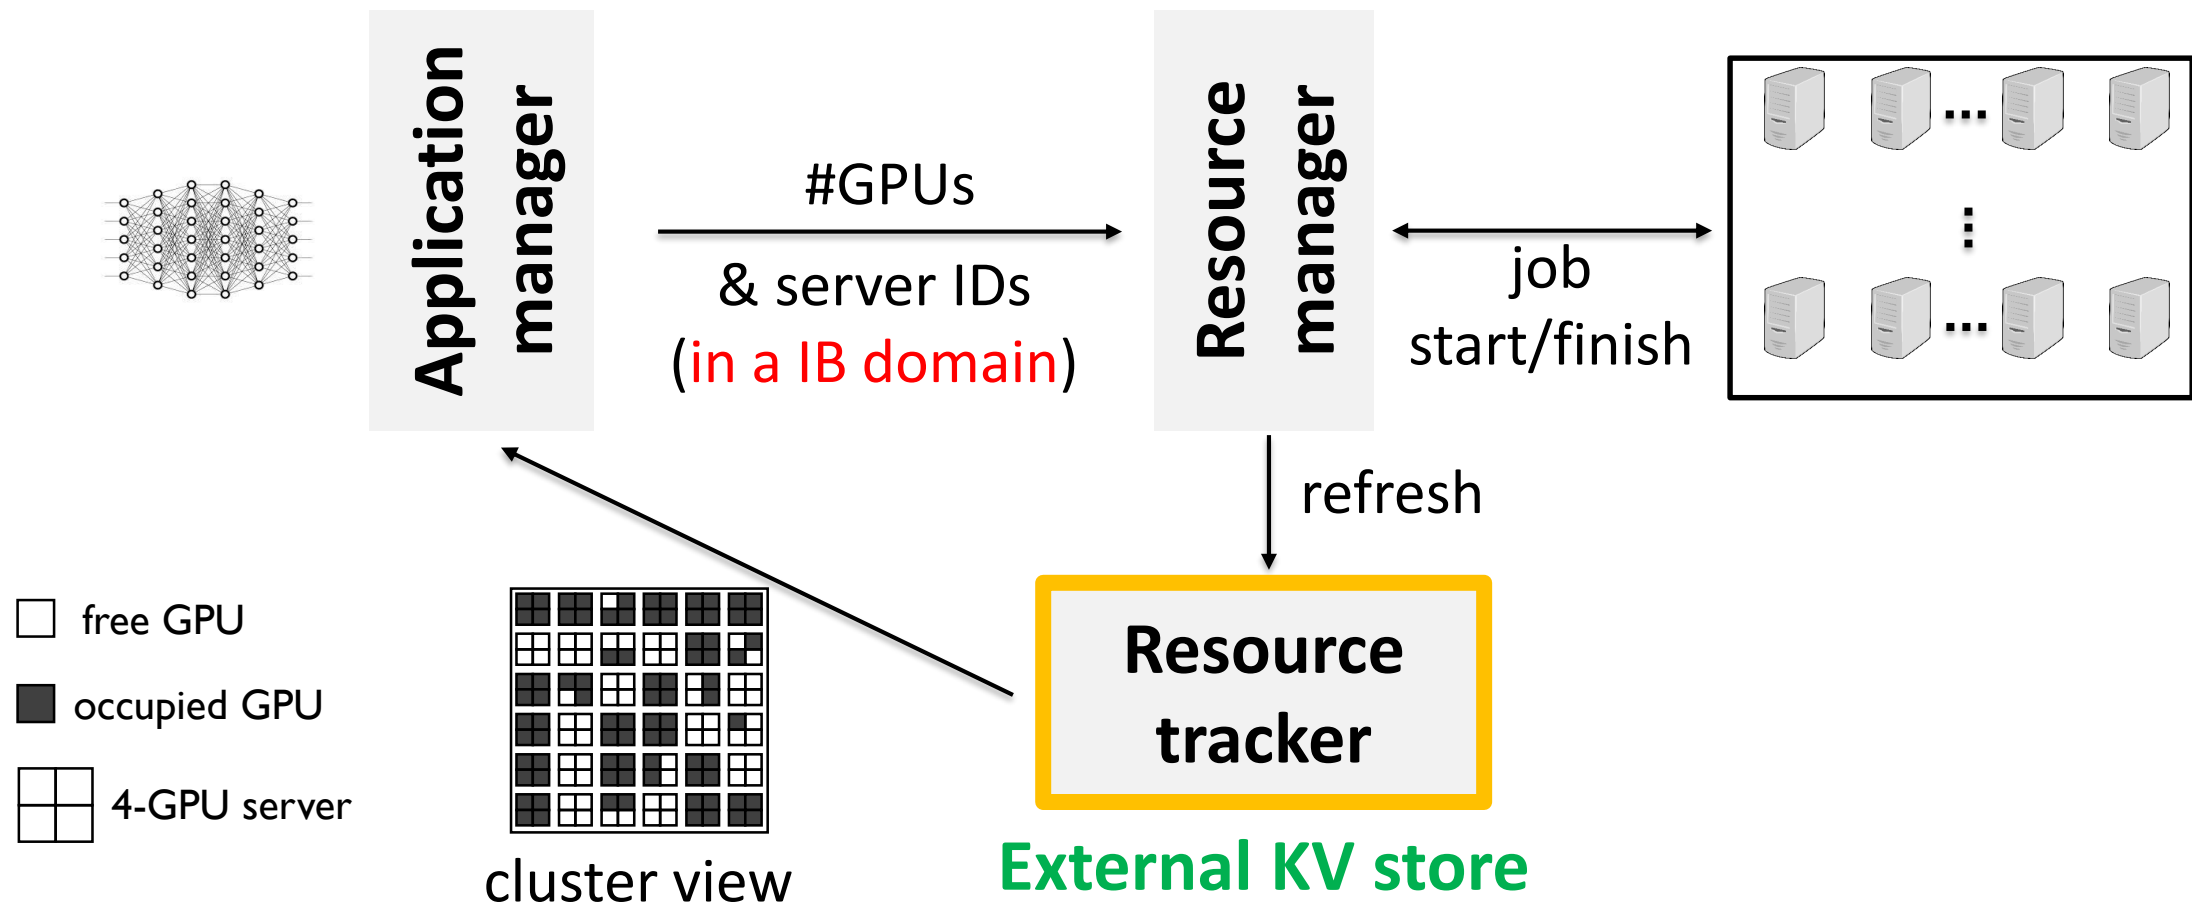 Application
manager
#GPUs
& server IDs
(in a IB domain)
Resource
manager
job
start/finish
refresh
Resource
tracker
External KV store
free GPU
occupied GPU
4-GPU server
cluster view